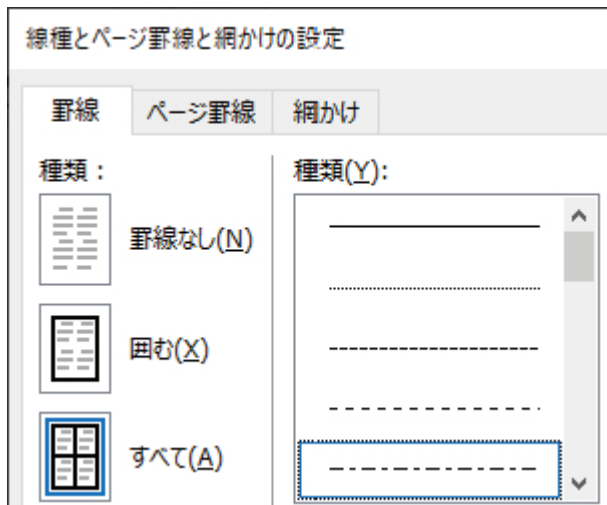 線種とページ罫線と網かけの設定
罫線 ページ罫線 網かけ
種類：
罫線なし(N)
囲む(X)
すべて(A)
種類(Y):